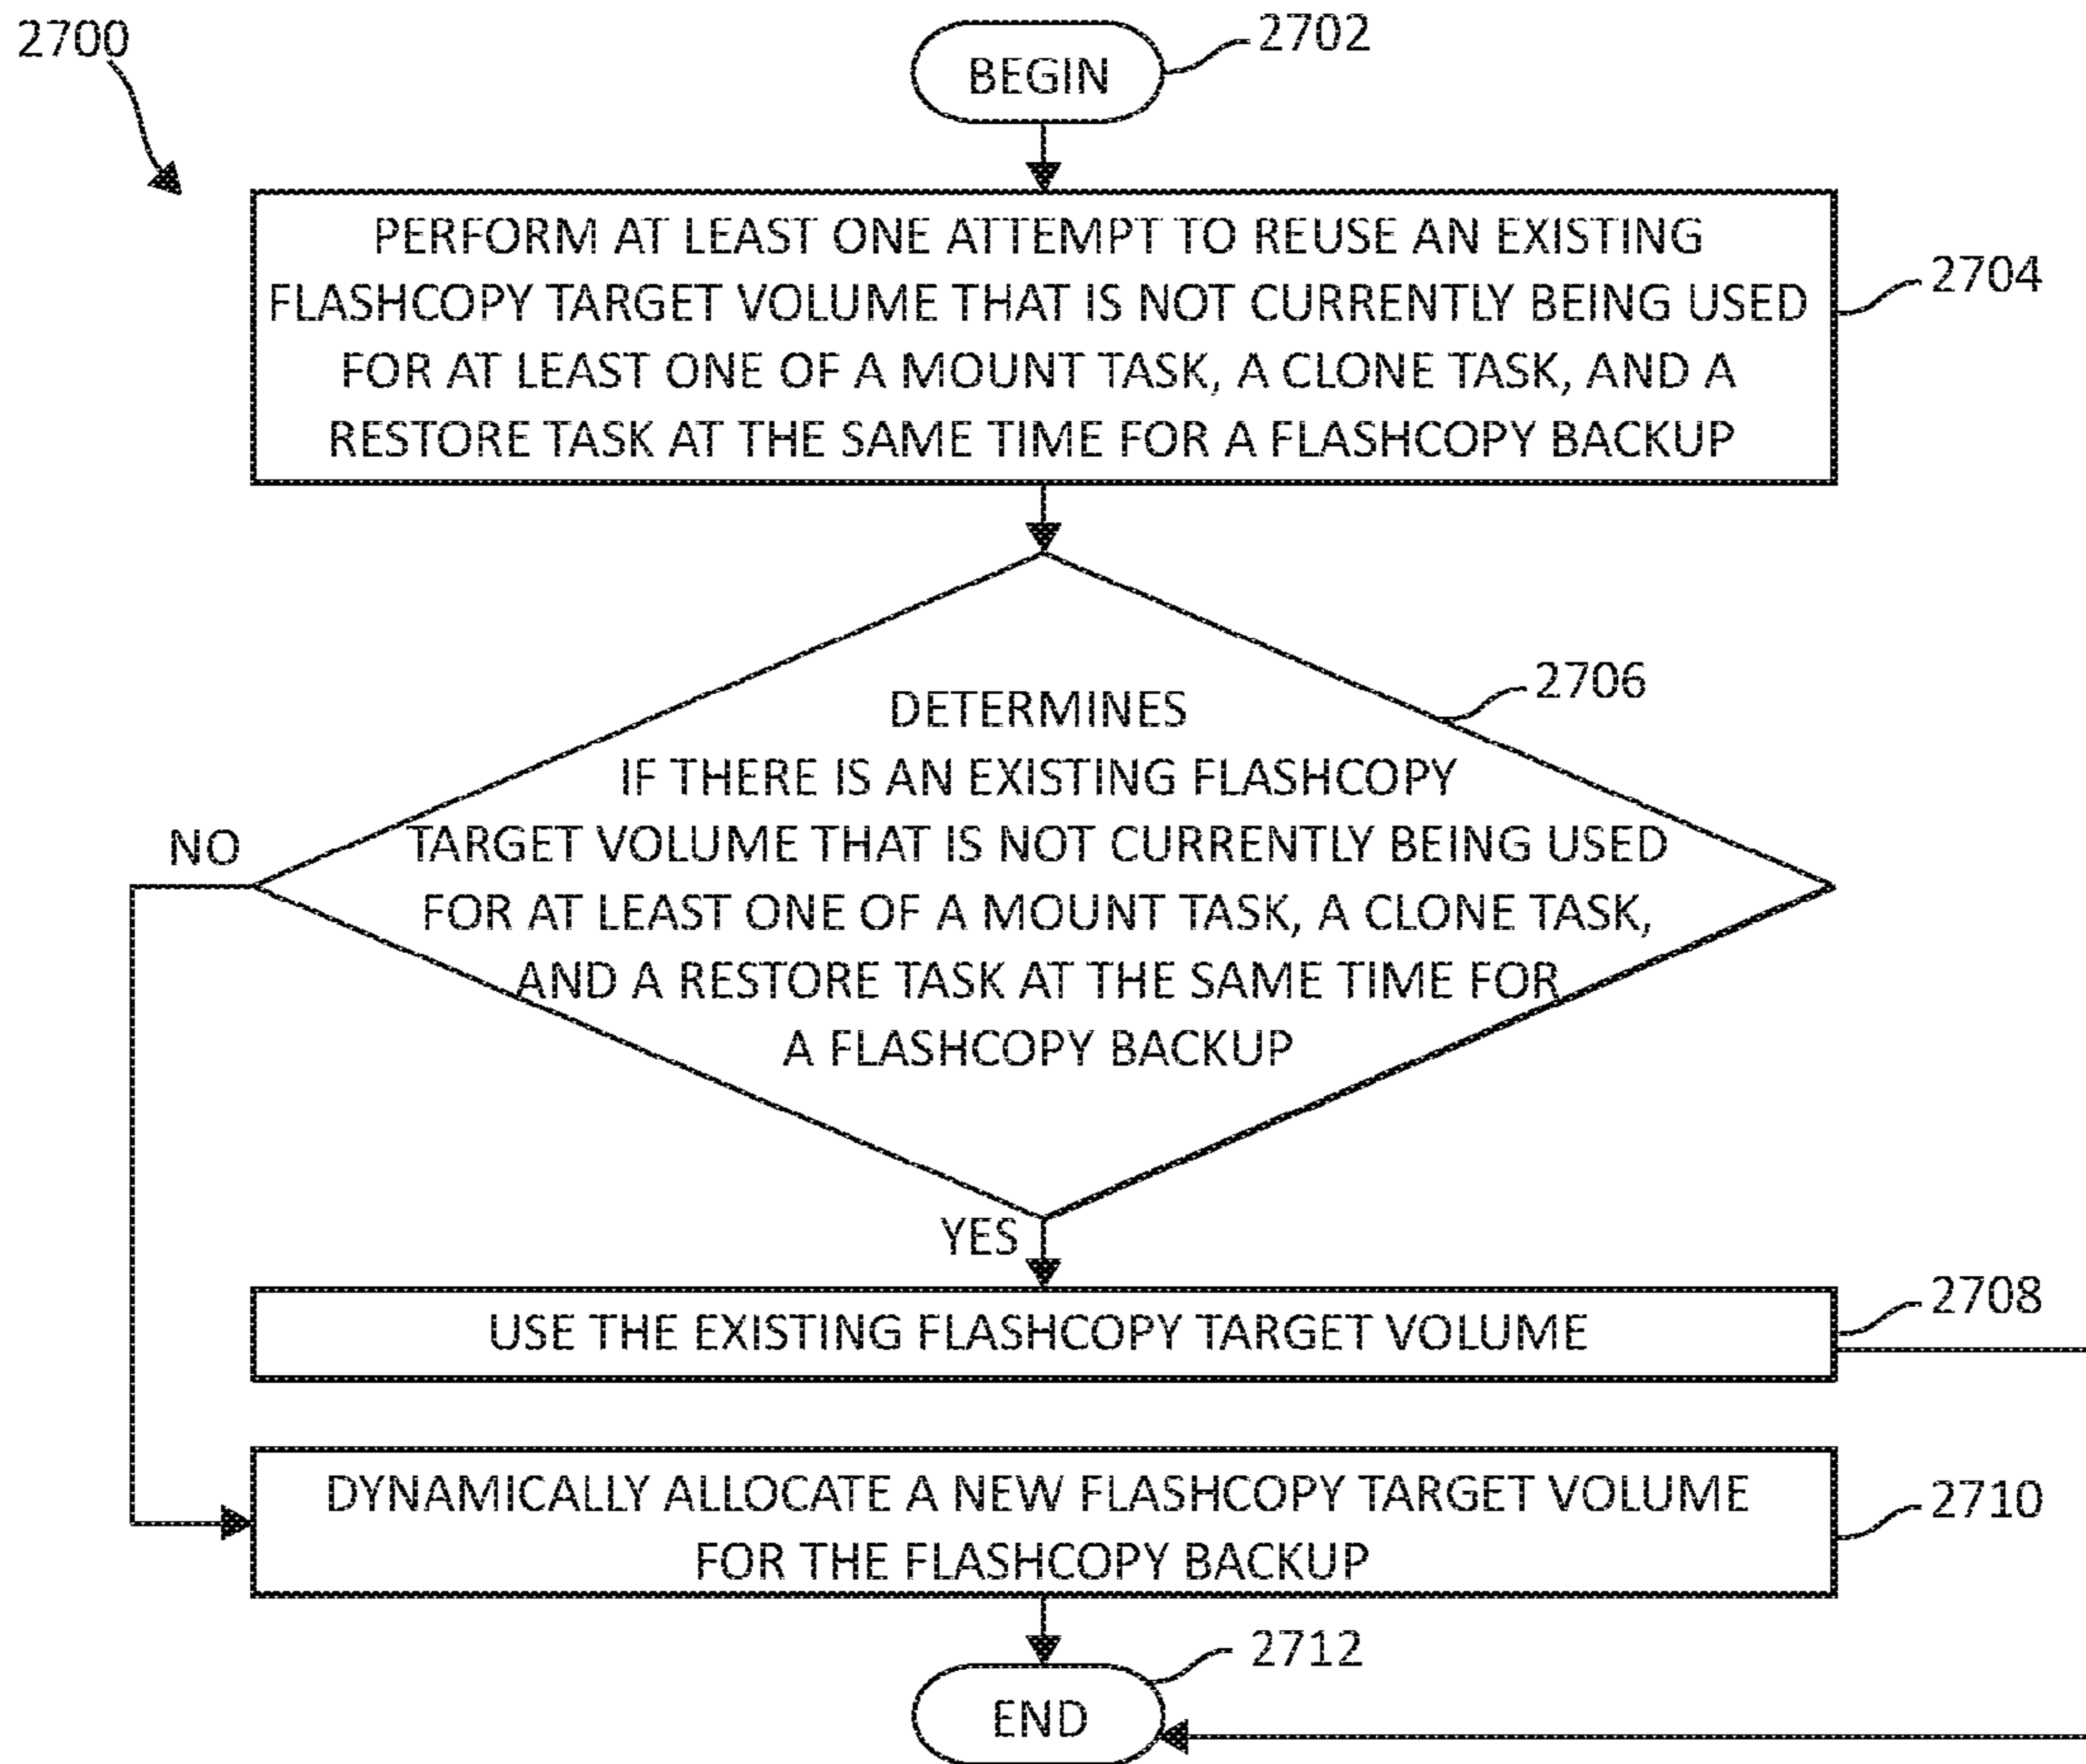 2700
BEGIN
2702
PERFORM AT LEAST ONE ATTEMPT TO REUSE AN EXISTING
FLASHCOPY TARGET VOLUME THAT IS NOT CURRENTLY BEING USED
FOR AT LEAST ONE OF A MOUNT TASK, A CLONE TASK, AND A
RESTORE TASK AT THE SAME TIME FOR A FLASHCOPY BACKUP
2704
DETERMINES
IF THERE IS AN EXISTING FLASHCOPY
TARGET VOLUME THAT IS NOT CURRENTLY BEING USED
FOR AT LEAST ONE OF A MOUNT TASK, A CLONE TASK,
AND A RESTORE TASK AT THE SAME TIME FOR
A FLASHCOPY BACKUP
2706
NO
YES
USE THE EXISTING FLASHCOPY TARGET VOLUME
2708
DYNAMICALLY ALLOCATE A NEW FLASHCOPY TARGET VOLUME
FOR THE FLASHCOPY BACKUP
2710
END
2712